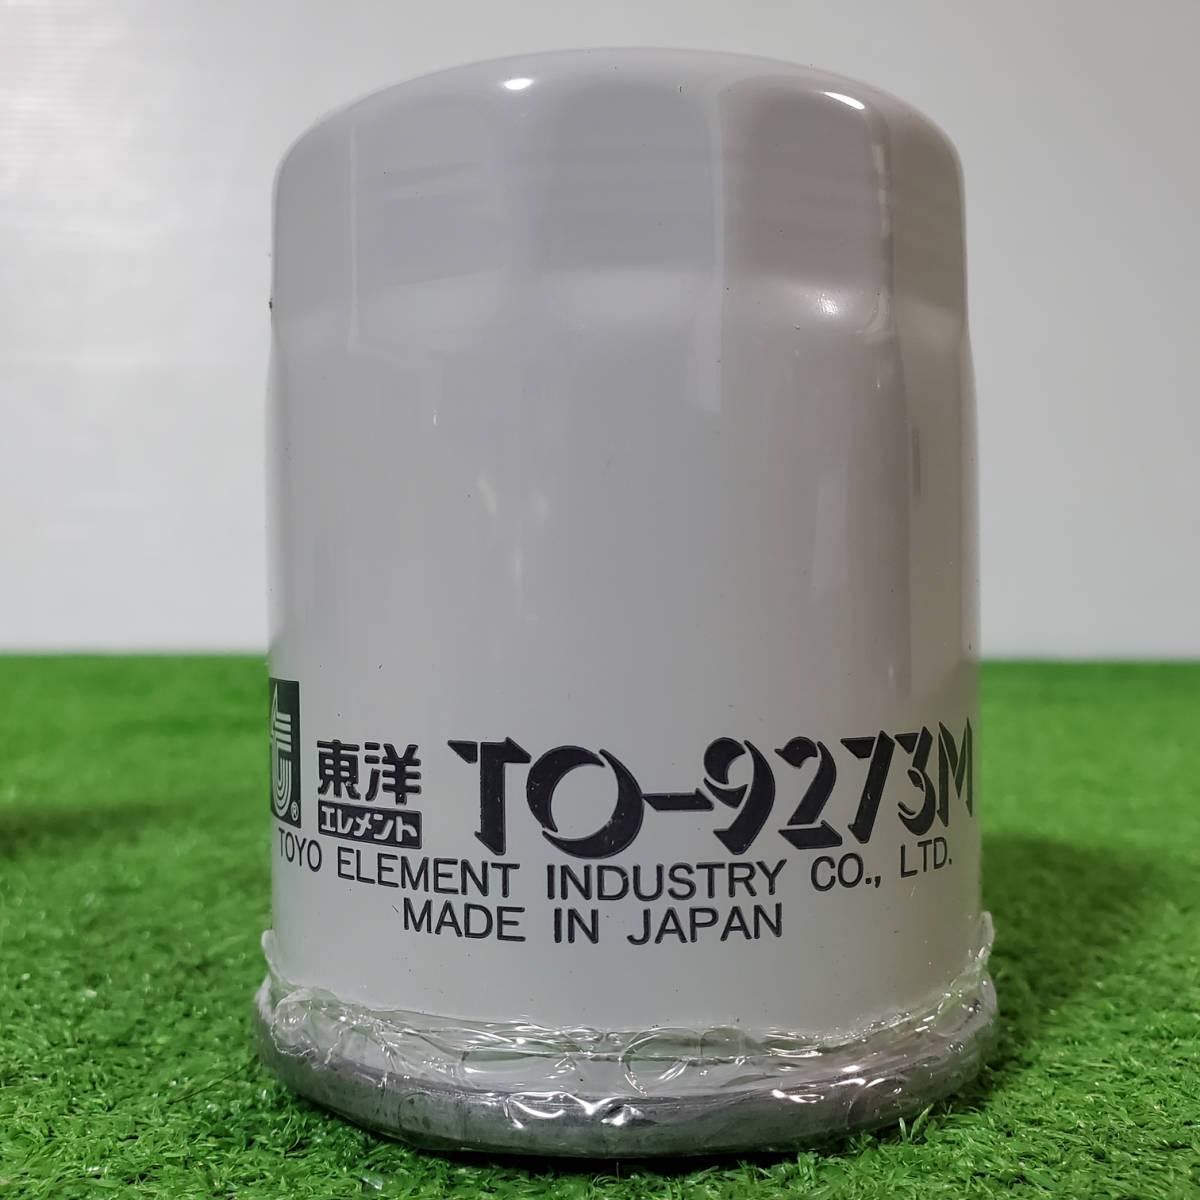 東洋 TO-9273M
エレメント
TOYO ELEMENT INDUSTRY CO., LTD.
MADE IN JAPAN
®